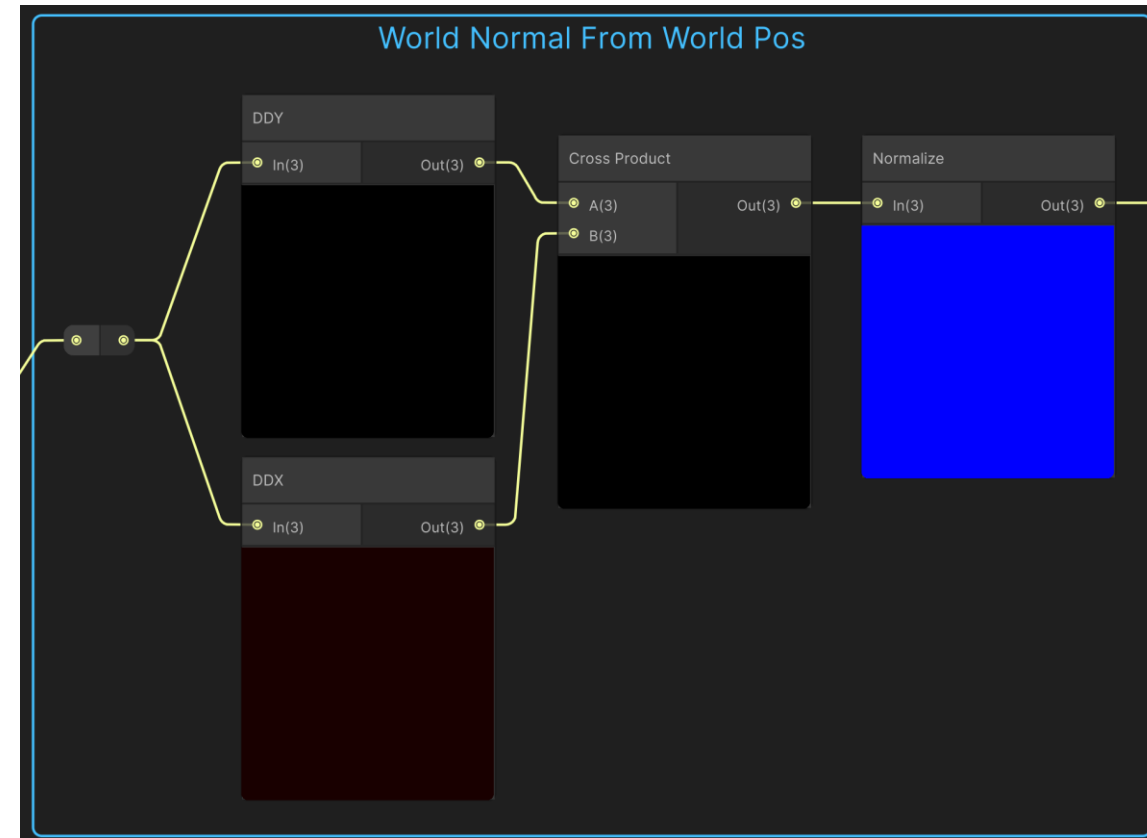 World Normal From World Pos
DDY
In(3) Out(3)
Cross Product
A(3) Out(3)
B(3)
Normalize
In(3) Out(3)
DDX
In(3) Out(3)